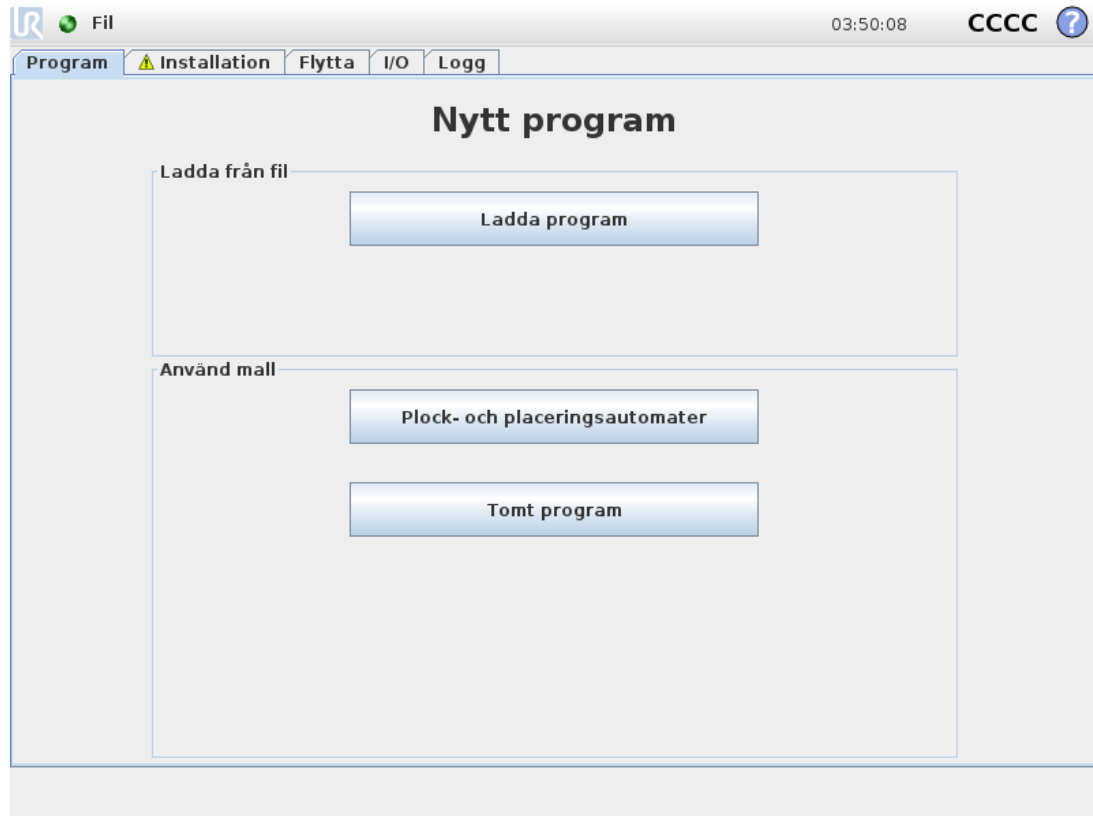 UR Fil 03:50:08 CCCC ?
Program Installation Flytta I/O Logg
Nytt program
Ladda från fil
Ladda program
Använd mall
Plock- och placeringsautomater
Tomt program